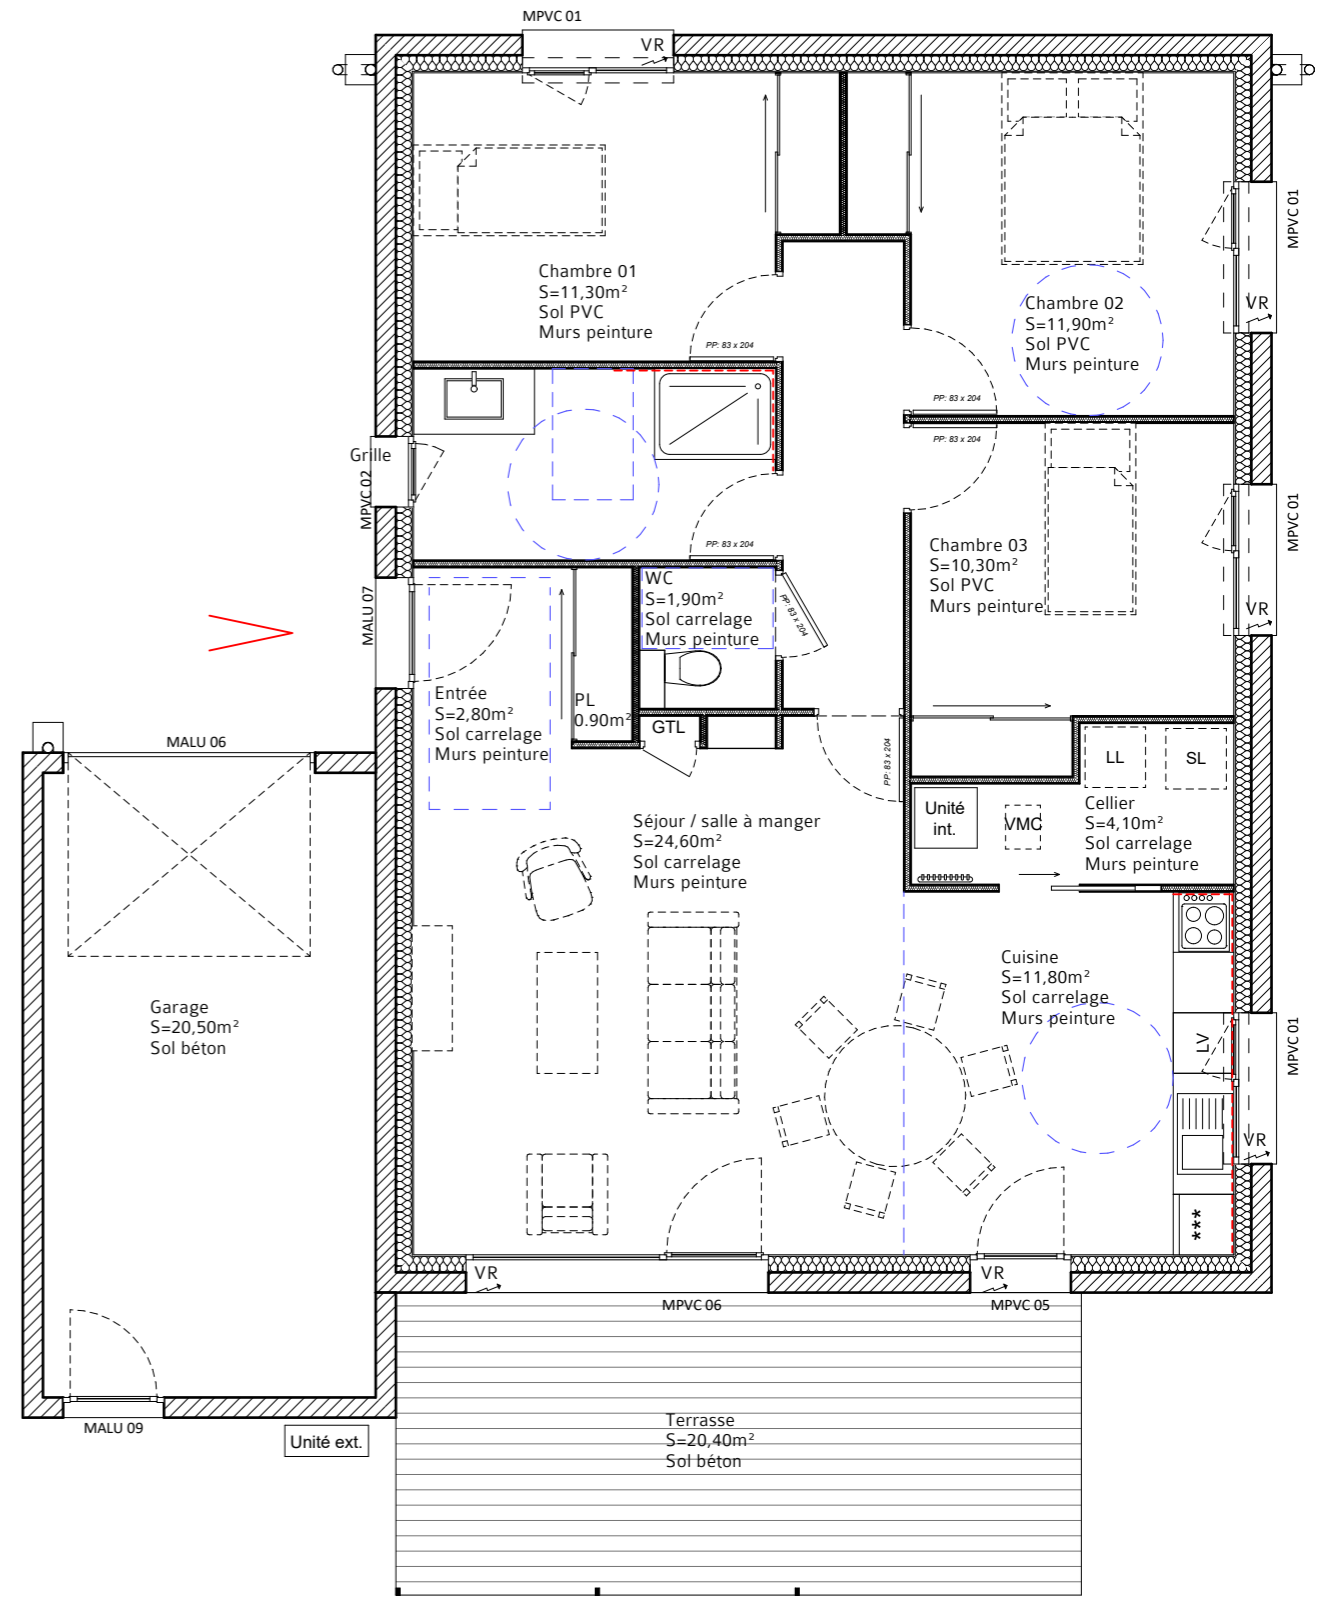 MPVC 01
VR
Chambre 01
S=11,30m²
Sol PVC
Murs peinture
PP: 83 x 204
Chambre 02
S=11,90m²
Sol PVC
Murs peinture
PP: 83 x 204
MPVC 01
VR
Grille
MPVC 02
PP: 83 x 204
PP: 83 x 204
Chambre 03
S=10,30m²
Sol PVC
Murs peinture
MPVC 01
VR
MALU 07
WC
S=1,90m²
Sol carrelage
Murs peinture
PP: 83 x 204
Entrée
S=2,80m²
Sol carrelage
Murs peinture
PL
0.90m²
GTL
PP: 83 x 204
MALU 06
LL
SL
Unité
int.
VMC
Cellier
S=4,10m²
Sol carrelage
Murs peinture
Séjour / salle à manger
S=24,60m²
Sol carrelage
Murs peinture
Cuisine
S=11,80m²
Sol carrelage
Murs peinture
LV
MPVC 01
VR
***
Garage
S=20,50m²
Sol béton
VR
MPVC 06
VR
MPVC 05
MALU 09
Unité ext.
Terrasse
S=20,40m²
Sol béton